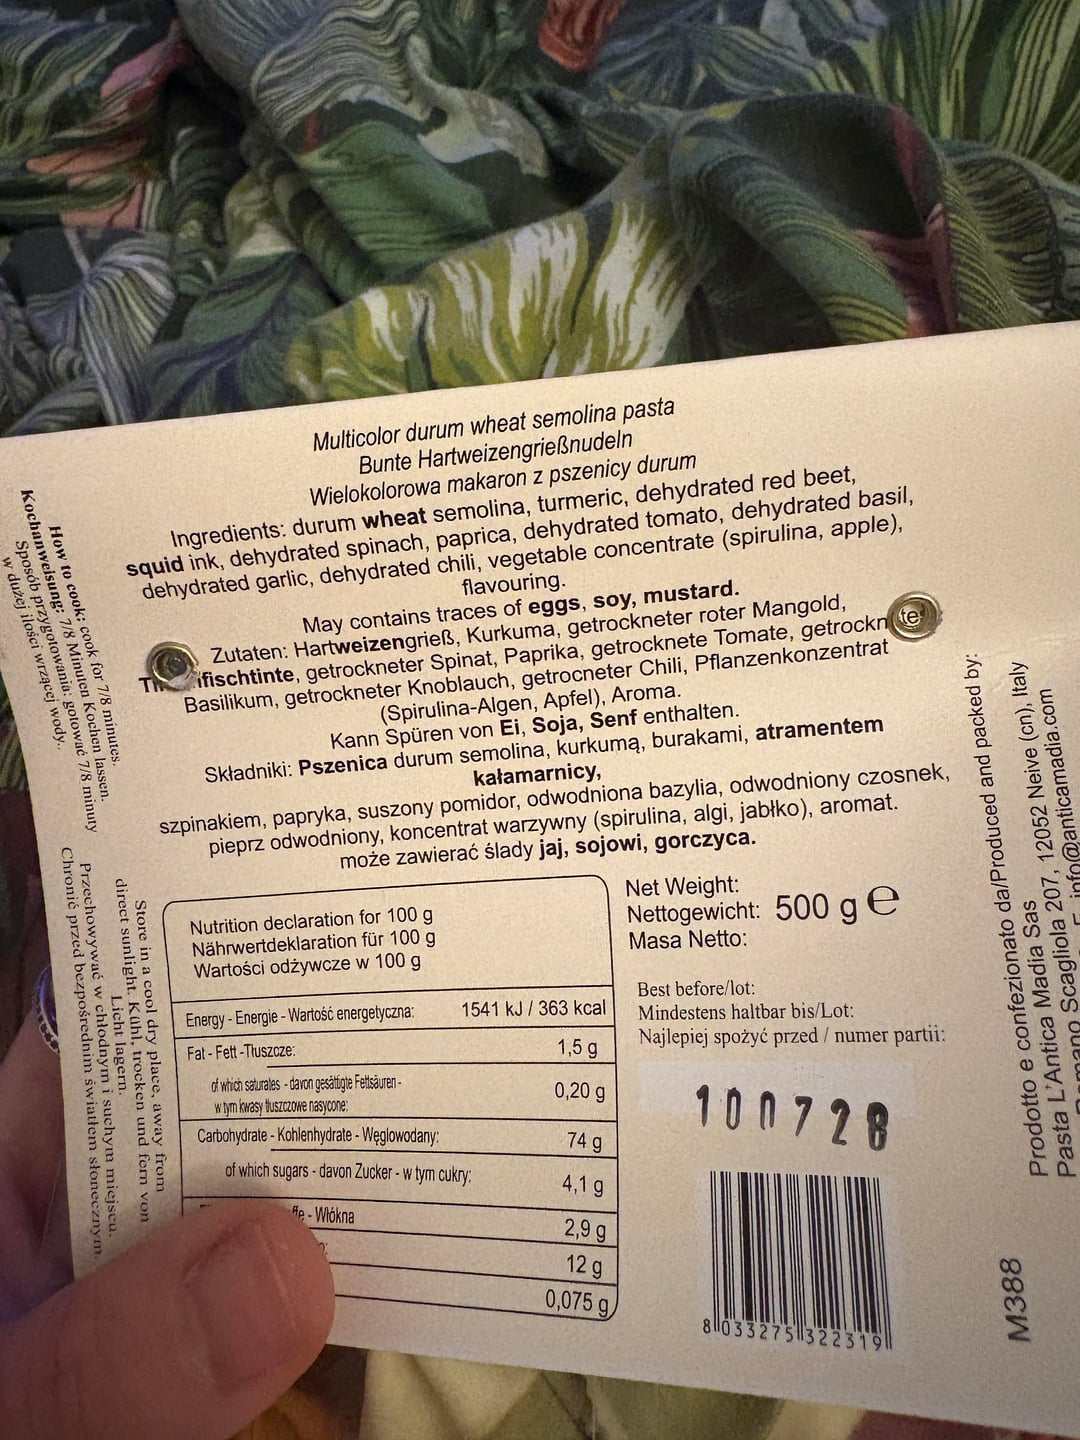 Multicolor durum wheat semolina pasta
Bunte Hartweizengrießnudeln
Wielokolorowa makaron z pszenicy durum
Ingredients: durum wheat semolina, turmeric, dehydrated red beet,
squid ink, dehydrated spinach, paprica, dehydrated tomato, dehydrated basil,
dehydrated garlic, dehydrated chili, vegetable concentrate (spirulina, apple),
flavouring.
May contains traces of eggs, soy, mustard.
Zutaten: Hartweizengrieß, Kurkuma, getrockneter roter Mangold,
ifischtinte, getrockneter Spinat, Paprika, getrocknete Tomate, getrockn te
Basilikum, getrockneter Knoblauch, getrocneter Chili, Pflanzenkonzentrat
(Spirulina-Algen, Apfel), Aroma.
Kann Spüren von Ei, Soja, Senf enthalten.
Składniki: Pszenica durum semolina, kurkumą, burakami, atramentem
kałamarnicy,
szpinakiem, papryka, suszony pomidor, odwodniona bazylia, odwodniony czosnek,
pieprz odwodniony, koncentrat warzywny (spirulina, algi, jabłko), aromat.
może zawierać ślady jaj, sojowi, gorczyca.
How to cook: cook for 7/8 minutes.
Kochanweisung: 7/8 Minuten Kochen lassen.
Sposób przygotowania: gotować 7/8 minuty
w dużej ilości wrzącej wody..
Store in a cool dry place, away from
direct sunlight. Kühl, trocken und fern von
Licht lagern.
Przechowywać w chłodnym i suchym miejscu.
Chronić przed bezpośrednim światłem słonecznym.
Nutrition declaration for 100 g
Nährwertdeklaration für 100 g
Wartości odżywcze w 100 g
Energy - Energie - Wartość energetyczna: 1541 kJ / 363 kcal
Fat - Fett -Tłuszcze: 1,5 g
of which saturates - davon gesättigte Fettsäuren -
w tym kwasy tłuszczowe nasycone: 0,20 g
Carbohydrate - Kohlenhydrate - Węglowodany: 74 g
of which sugars - davon Zucker - w tym cukry: 4,1 g
ffe - Włókna 2,9 g
12 g
0,075 g
Net Weight:
Nettogewicht: 500 g e
Masa Netto:
Best before/lot:
Mindestens haltbar bis/Lot:
Najlepiej spożyć przed / numer partii:
100728
8 033275 322319
Prodotto e confezionato da/Produced and packed by:
Pasta L'Antica Madia Sas
Romano Scagliola 207, 12052 Neive (cn), Italy
info@anticamadia.com
M388